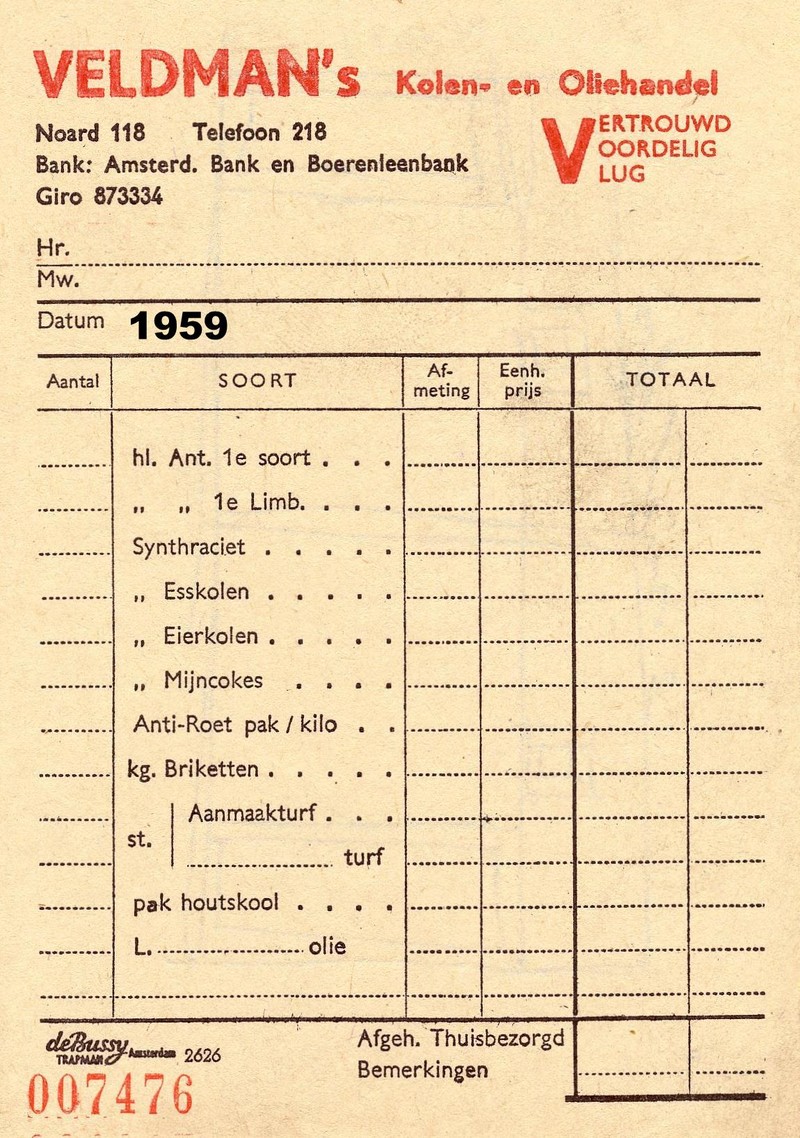 VELDMAN's Kolen- en Oliehandel
Noard 118 Telefoon 218
Bank: Amsterd. Bank en Boerenleenbank
Giro 873334
VERTROUWD
VOORDELIG
VLUG
Hr.
Mw.
Datum 1959
Aantal SOORT Af-meting Eenh. prijs TOTAAL
hl. Ant. 1e soort . . .
„ „ 1e Limb. . . .
Synthraciet . . . . .
„ Esskolen . . . . .
„ Eierkolen . . . . .
„ Mijncokes . . . .
Anti-Roet pak / kilo . .
kg. Briketten . . . . .
st. Aanmaakturf . . .
turf
pak houtskool . . . .
L. olie
deBussy TRAPMAN Amsterdam 2626
Afgeh. Thuisbezorgd
Bemerkingen
007476